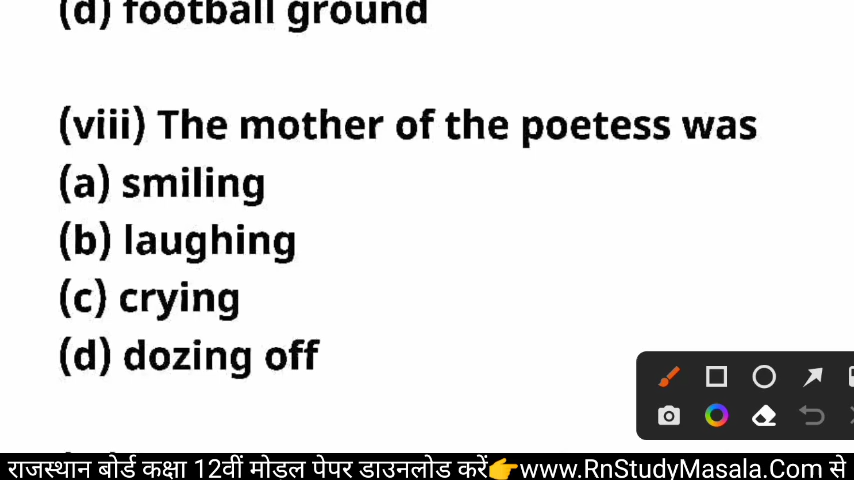 (d) football ground
(viii) The mother of the poetess was
(a) smiling
(b) laughing
(c) crying
(d) dozing off
राजस्थान बोर्ड कक्षा 12वीं मोडल पेपर डाउनलोड करें👉www.RnStudyMasala.Com से